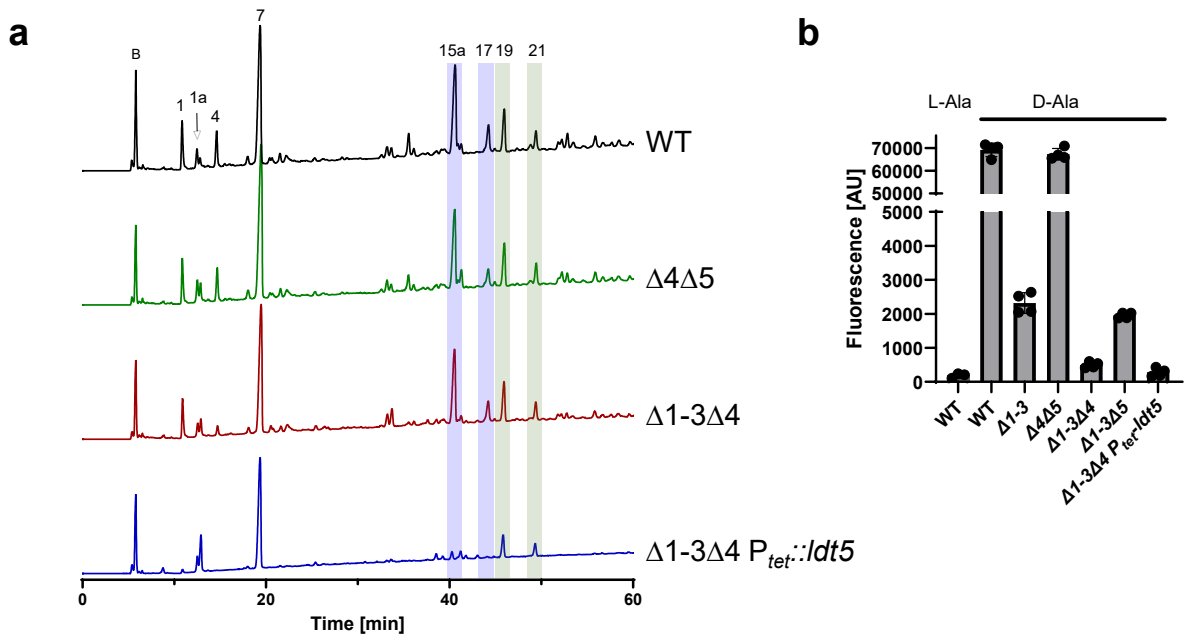 a
B
1
1a
4
7
15a
17
19
21
WT
Δ4Δ5
Δ1-3Δ4
Δ1-3Δ4 Ptet::ldt5
0
20
40
60
Time [min]
b
L-Ala
D-Ala
Fluorescence [AU]
70000
60000
50000
5000
4000
3000
2000
1000
0
WT
WT
Δ1-3
Δ4Δ5
Δ1-3Δ4
Δ1-3Δ5
Δ1-3Δ4 Ptet-ldt5